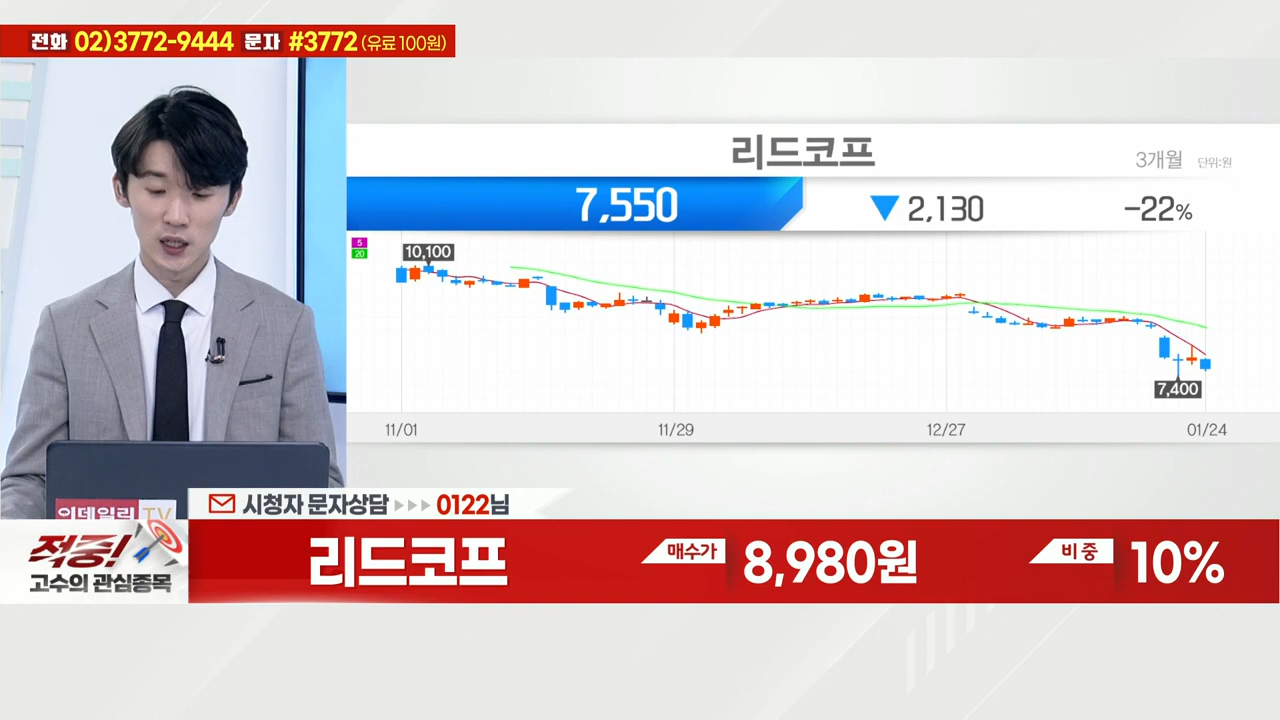 전화 02)3772-9444 문자 #3772 (유료 100원)
리드코프
3개월 단위:원
7,550 ▼ 2,130 -22%
5
20
10,100
7,400
11/01 11/29 12/27 01/24
이데일리 TV
시청자 문자상담 ▶▶▶ 0122님
적중!
고수의 관심종목
리드코프 매수가 8,980원 비중 10%